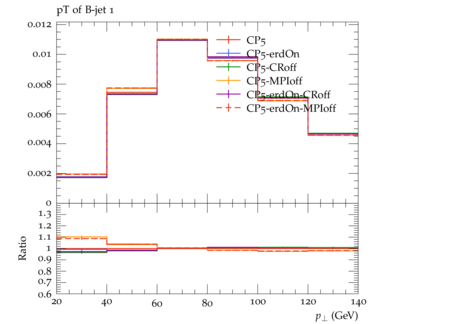 pT of B-jet 1
0.012
0.01
0.008
0.006
0.004
0.002
0
CP5
CP5-erdOn
CP5-CRoff
CP5-MPIoff
CP5-erdOn-CRoff
CP5-erdOn-MPIoff
Ratio
1.3
1.2
1.1
1
0.9
0.8
0.7
0.6
20 40 60 80 100 120 140
p⊥ (GeV)